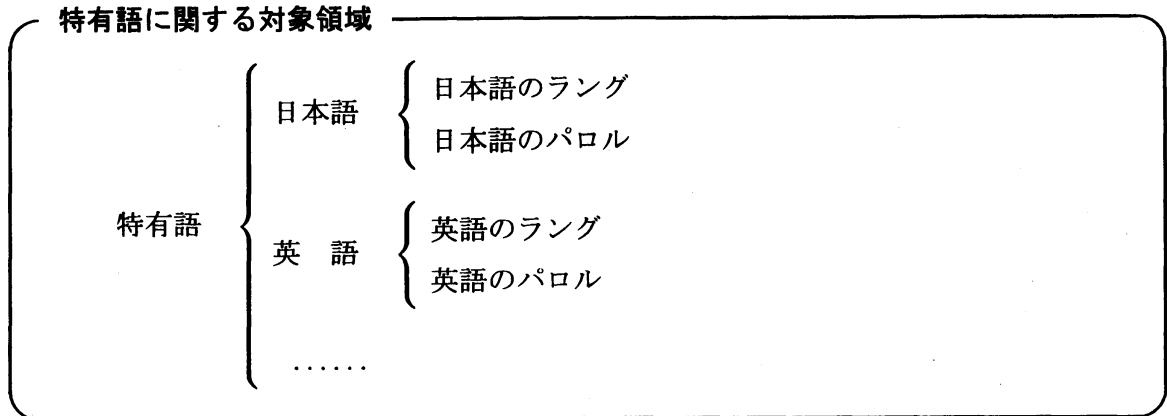 特有語に関する対象領域
日本語のラング
日本語
日本語のパロル
特有語
英語のラング
英　語
英語のパロル
......